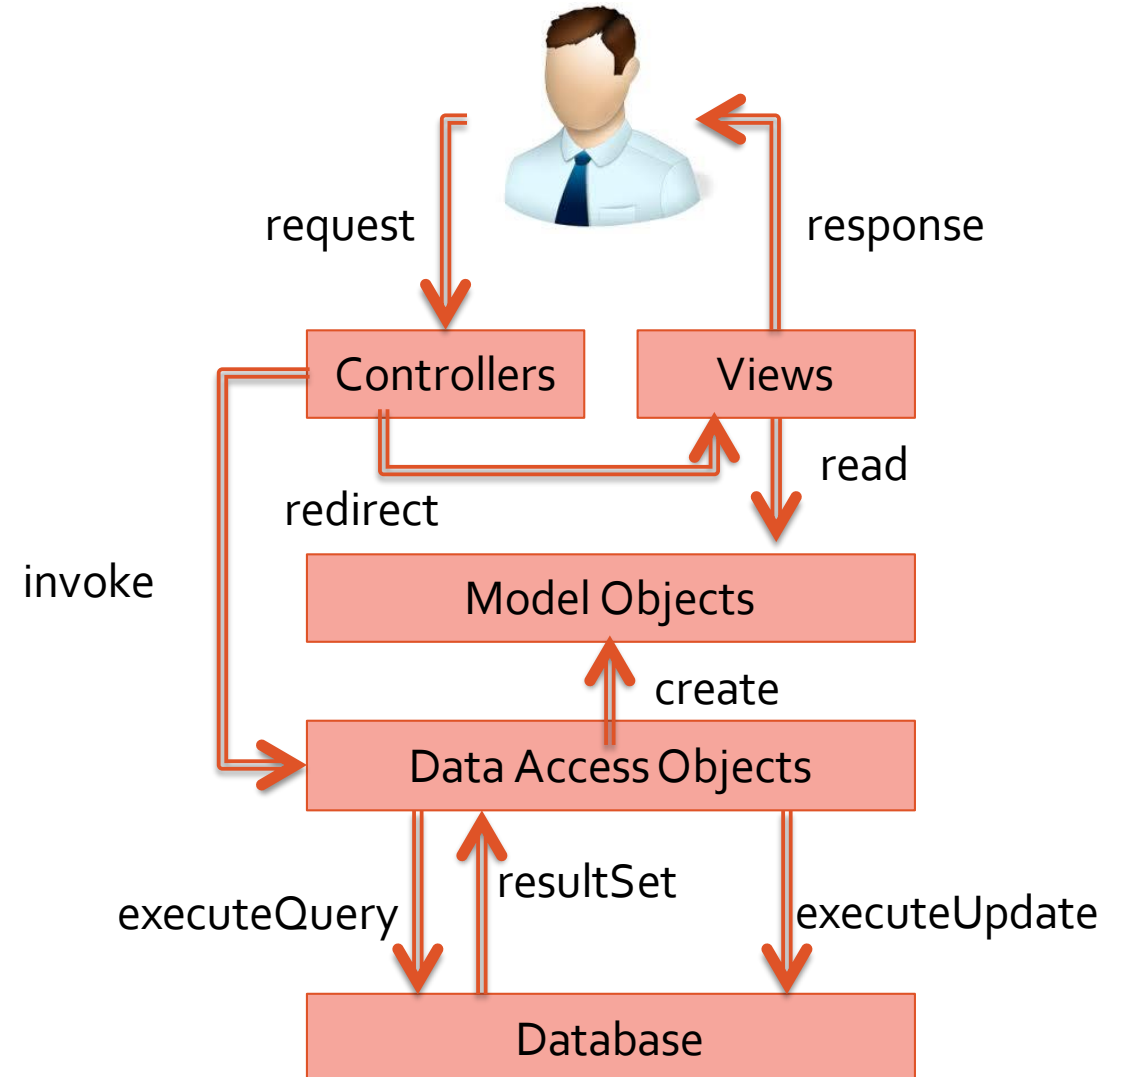 request
response
Controllers
Views
redirect
read
invoke
Model Objects
create
Data Access Objects
executeQuery
resultSet
executeUpdate
Database